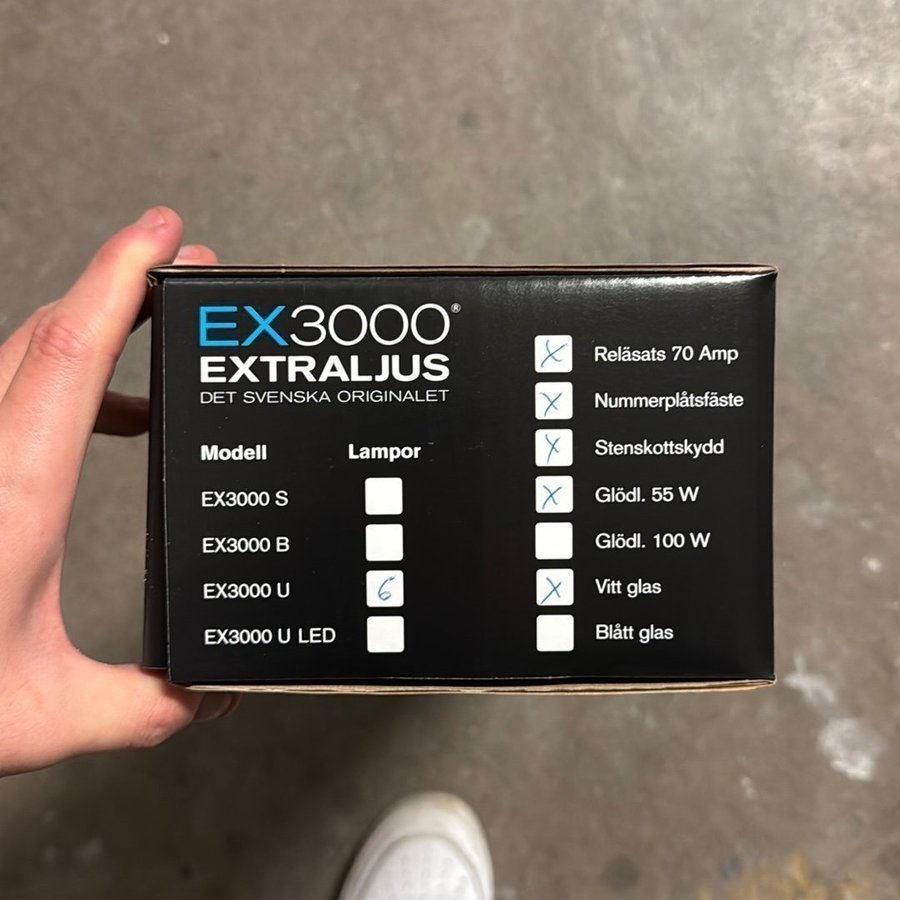 EX3000®
EXTRALJUS
DET SVENSKA ORIGINALET
Modell Lampor
EX3000 S
EX3000 B
EX3000 U 6
EX3000 U LED
X Reläsats 70 Amp
X Nummerplåtsfäste
X Stenskottskydd
X Glödl. 55 W
Glödl. 100 W
X Vitt glas
Blått glas